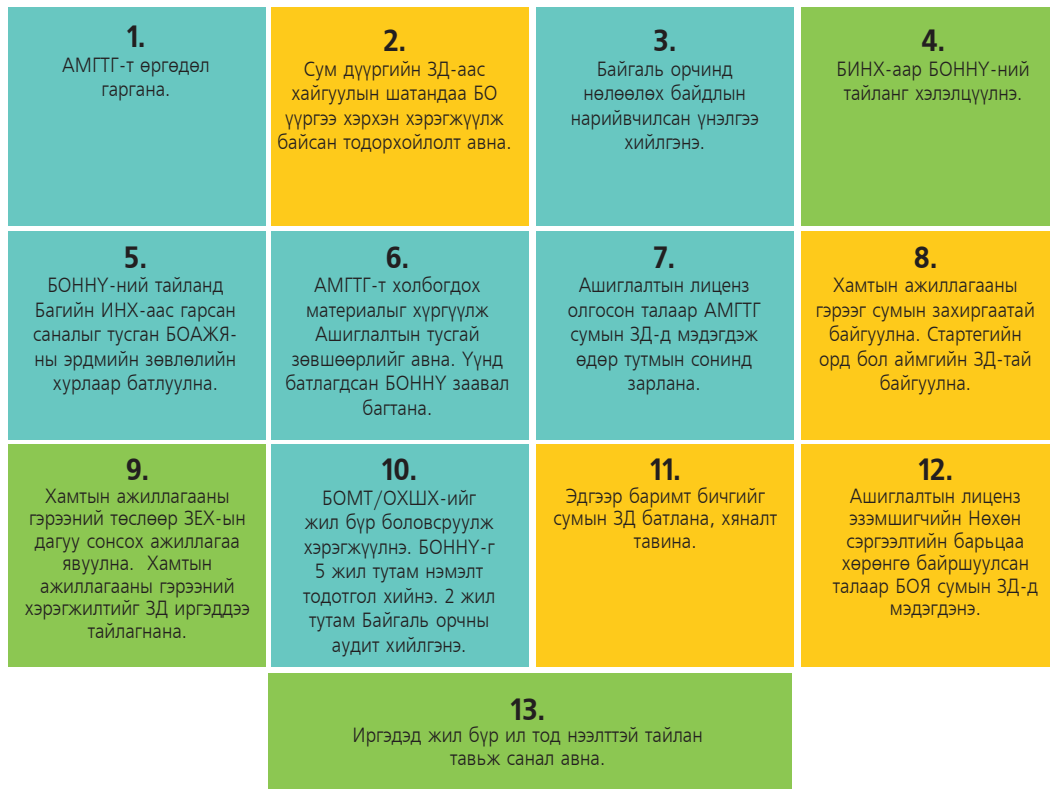 1.
АМГТГ-т өргөдөл
гаргана.
2.
Сум дүүргийн ЗД-аас
хайгуулын шатандаа БО
үүргээ хэрхэн хэрэгжүүлж
байсан тодорхойлолт авна.
3.
Байгаль орчинд
нөлөөлөх байдлын
нарийвчилсан үнэлгээ
хийлгэнэ.
4.
БИНХ-аар БОННҮ-ний
тайланг хэлэлцүүлнэ.
5.
БОННҮ-ний тайланд
Багийн ИНХ-аас гарсан
саналыг тусган БОАЖЯ-
ны эрдмийн зөвлөлийн
хурлаар батлуулна.
6.
АМГТГ-т холбогдох
материалыг хүргүүлж
Ашиглалтын тусгай
зөвшөөрлийг авна. Үүнд
батлагдсан БОННҮ заавал
багтана.
7.
Ашиглалтын лиценз
олгосон талаар АМГТГ
сумын ЗД-д мэдэгдэж
өдөр тутмын сонинд
зарлана.
8.
Хамтын ажиллагааны
гэрээг сумын захиргаатай
байгуулна. Стартегийн
орд бол аймгийн ЗД-тай
байгуулна.
9.
Хамтын ажиллагааны
гэрээний төслөөр ЗЕХ-ын
дагуу сонсох ажиллагаа
явуулна. Хамтын
ажиллагааны гэрээний
хэрэгжилтийг ЗД иргэддээ
тайлагнана.
10.
БОМТ/ОХШХ-ийг
жил бүр боловсруулж
хэрэгжүүлнэ. БОННҮ-г
5 жил тутам нэмэлт
тодотгол хийнэ. 2 жил
тутам Байгаль орчны
аудит хийлгэнэ.
11.
Эдгээр баримт бичгийг
сумын ЗД батлана, хяналт
тавина.
12.
Ашиглалтын лиценз
эзэмшигчийн Нөхөн
сэргээлтийн барьцаа
хөрөнгө байршуулсан
талаар БОЯ сумын ЗД-д
мэдэгдэнэ.
13.
Иргэдэд жил бүр ил тод нээлттэй тайлан
тавьж санал авна.